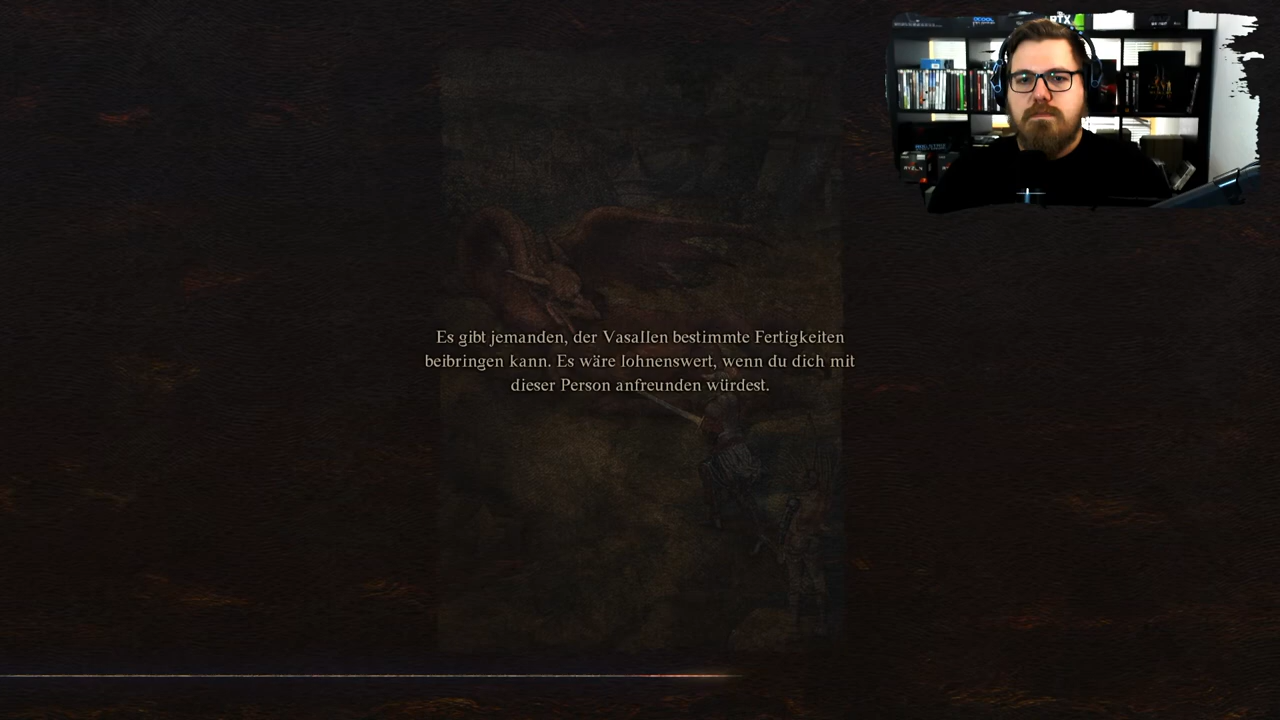 RTX
Es gibt jemanden, der Vasallen bestimmte Fertigkeiten
beibringen kann. Es wäre lohnenswert, wenn du dich mit
dieser Person anfreunden würdest.